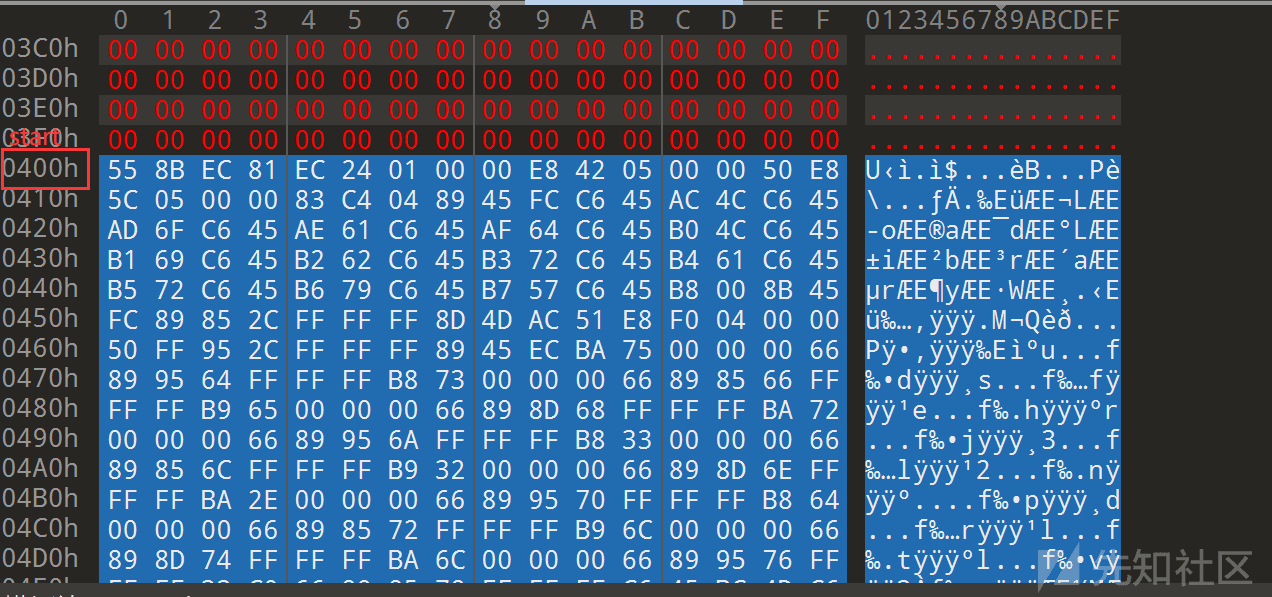 0 1 2 3 4 5 6 7 8 9 A B C D E F 0123456789ABCDEF
03C0h 00 00 00 00 00 00 00 00 00 00 00 00 00 00 00 00 ................
03D0h 00 00 00 00 00 00 00 00 00 00 00 00 00 00 00 00 ................
03E0h 00 00 00 00 00 00 00 00 00 00 00 00 00 00 00 00 ................
start
03F0h 00 00 00 00 00 00 00 00 00 00 00 00 00 00 00 00 ................
0400h 55 8B EC 81 EC 24 01 00 00 E8 42 05 00 00 50 E8 U‹ì.ì$...èB...Pè
0410h 5C 05 00 00 83 C4 04 89 45 FC C6 45 AC 4C C6 45 \...ƒÄ.‰EüÆE¬LÆE
0420h AD 6F C6 45 AE 61 C6 45 AF 64 C6 45 B0 4C C6 45 -oÆE®aÆE¯dÆE°LÆE
0430h B1 69 C6 45 B2 62 C6 45 B3 72 C6 45 B4 61 C6 45 ±iÆE²bÆE³rÆE´aÆE
0440h B5 72 C6 45 B6 79 C6 45 B7 57 C6 45 B8 00 8B 45 µrÆE¶yÆE·WÆE¸.‹E
0450h FC 89 85 2C FF FF FF 8D 4D AC 51 E8 F0 04 00 00 ü‰…,ÿÿÿ.M¬Qèð...
0460h 50 FF 95 2C FF FF FF 89 45 EC BA 75 00 00 00 66 Pÿ•,ÿÿÿ‰Eìºu...f
0470h 89 95 64 FF FF FF B8 73 00 00 00 66 89 85 66 FF ‰•dÿÿÿ¸s...f‰…fÿ
0480h FF FF B9 65 00 00 00 66 89 8D 68 FF FF FF BA 72 ÿÿ¹e...f‰.hÿÿÿºr
0490h 00 00 00 66 89 95 6A FF FF FF B8 33 00 00 00 66 ...f‰•jÿÿÿ¸3...f
04A0h 89 85 6C FF FF FF B9 32 00 00 00 66 89 8D 6E FF ‰…lÿÿÿ¹2...f‰.nÿ
04B0h FF FF BA 2E 00 00 00 66 89 95 70 FF FF FF B8 64 ÿÿº....f‰•pÿÿÿ¸d
04C0h 00 00 00 66 89 85 72 FF FF FF B9 6C 00 00 00 66 ...f‰…rÿÿÿ¹l...f
04D0h 89 8D 74 FF FF FF BA 6C 00 00 00 66 89 95 76 FF ‰.tÿÿÿºl...f‰•vÿ
先知社区